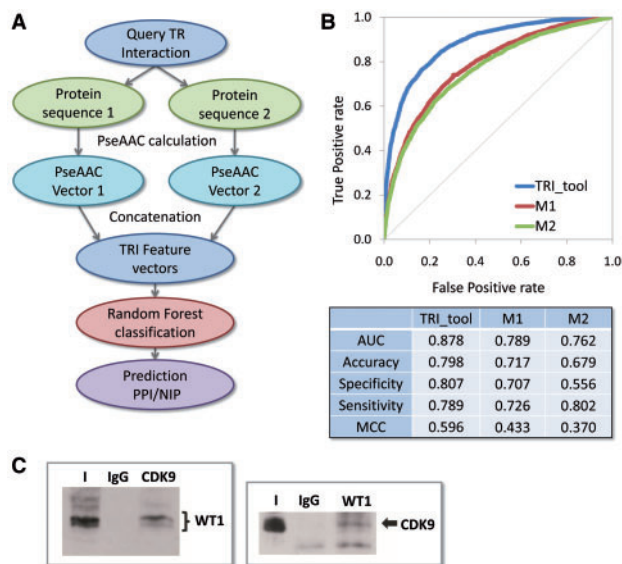 A
Query TR
Interaction
Protein
sequence 1
Protein
sequence 2
PseAAC calculation
PseAAC
Vector 1
PseAAC
Vector 2
Concatenation
TRI Feature
vectors
Random Forest
classification
Prediction
PPI/NIP
B
True Positive rate
1.0
0.8
0.6
0.4
0.2
0.0
TRI_tool
M1
M2
0.0 0.2 0.4 0.6 0.8 1.0
False Positive rate
TRI_tool M1 M2
AUC 0.878 0.789 0.762
Accuracy 0.798 0.717 0.679
Specificity 0.807 0.707 0.556
Sensitivity 0.789 0.726 0.802
MCC 0.596 0.433 0.370
C
I IgG CDK9
WT1
I IgG WT1
CDK9